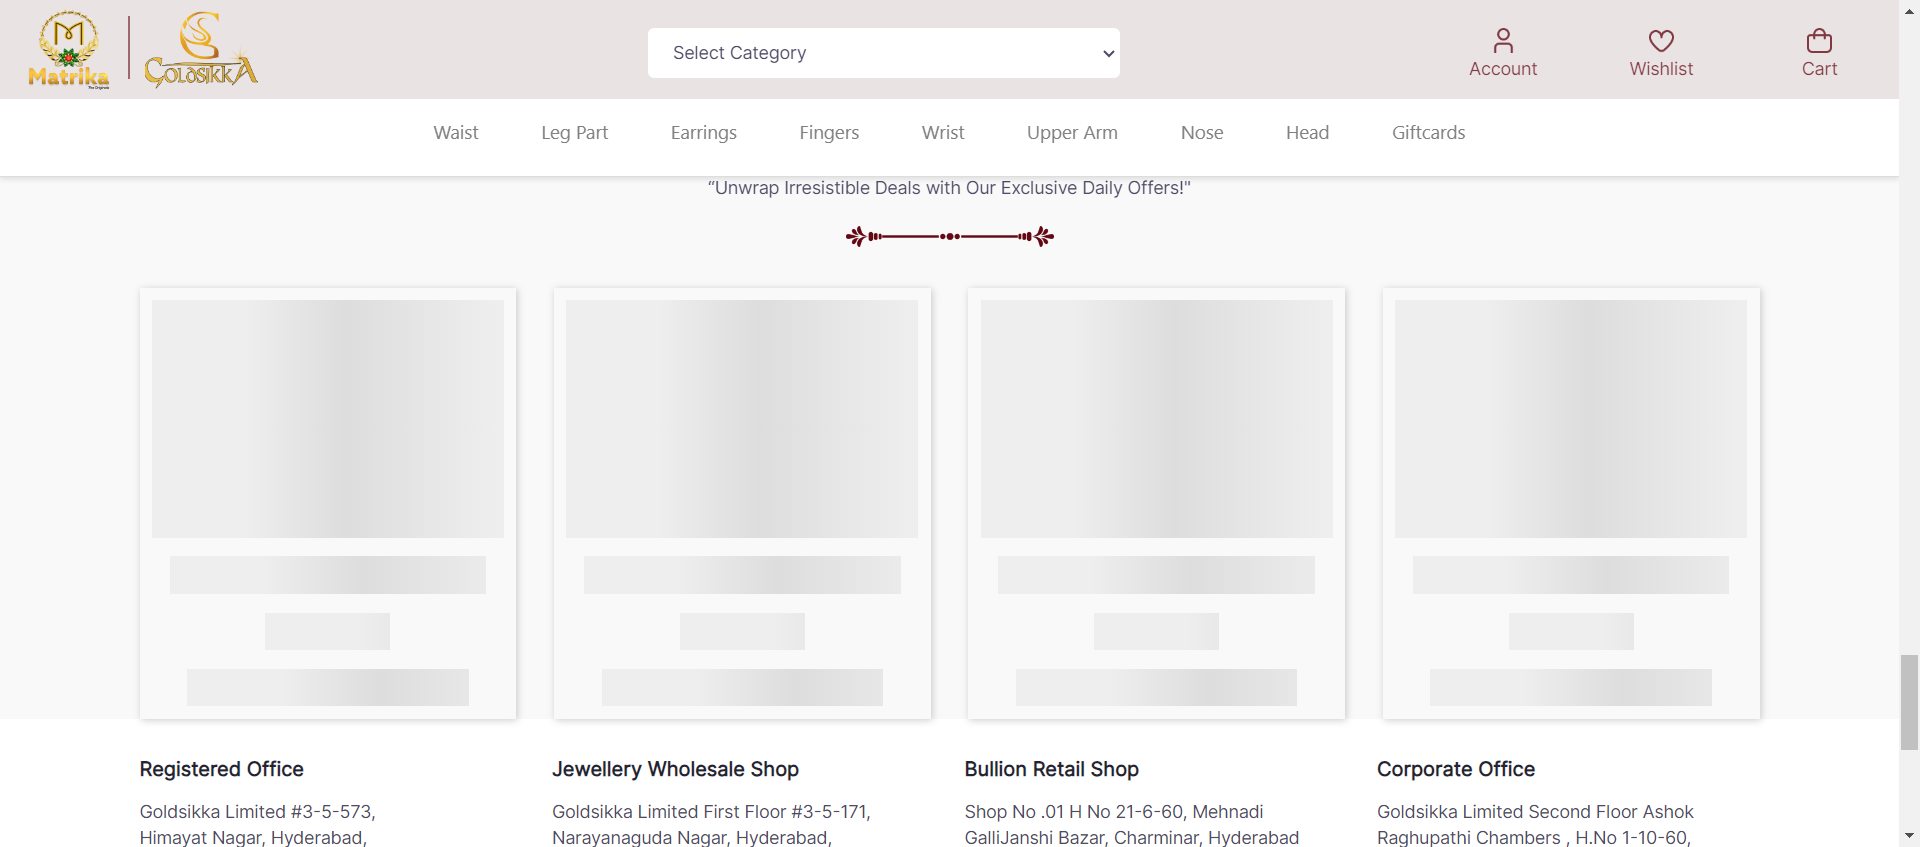 Matrika
GOLDSIKKA
Select Category
Account
Wishlist
Cart
Waist
Leg Part
Earrings
Fingers
Wrist
Upper Arm
Nose
Head
Giftcards
“Unwrap Irresistible Deals with Our Exclusive Daily Offers!"
Registered Office
Goldsikka Limited #3-5-573,
Himayat Nagar, Hyderabad,
Jewellery Wholesale Shop
Goldsikka Limited First Floor #3-5-171,
Narayanaguda Nagar, Hyderabad,
Bullion Retail Shop
Shop No .01 H No 21-6-60, Mehnadi
GalliJanshi Bazar, Charminar, Hyderabad
Corporate Office
Goldsikka Limited Second Floor Ashok
Raghupathi Chambers , H.No 1-10-60,